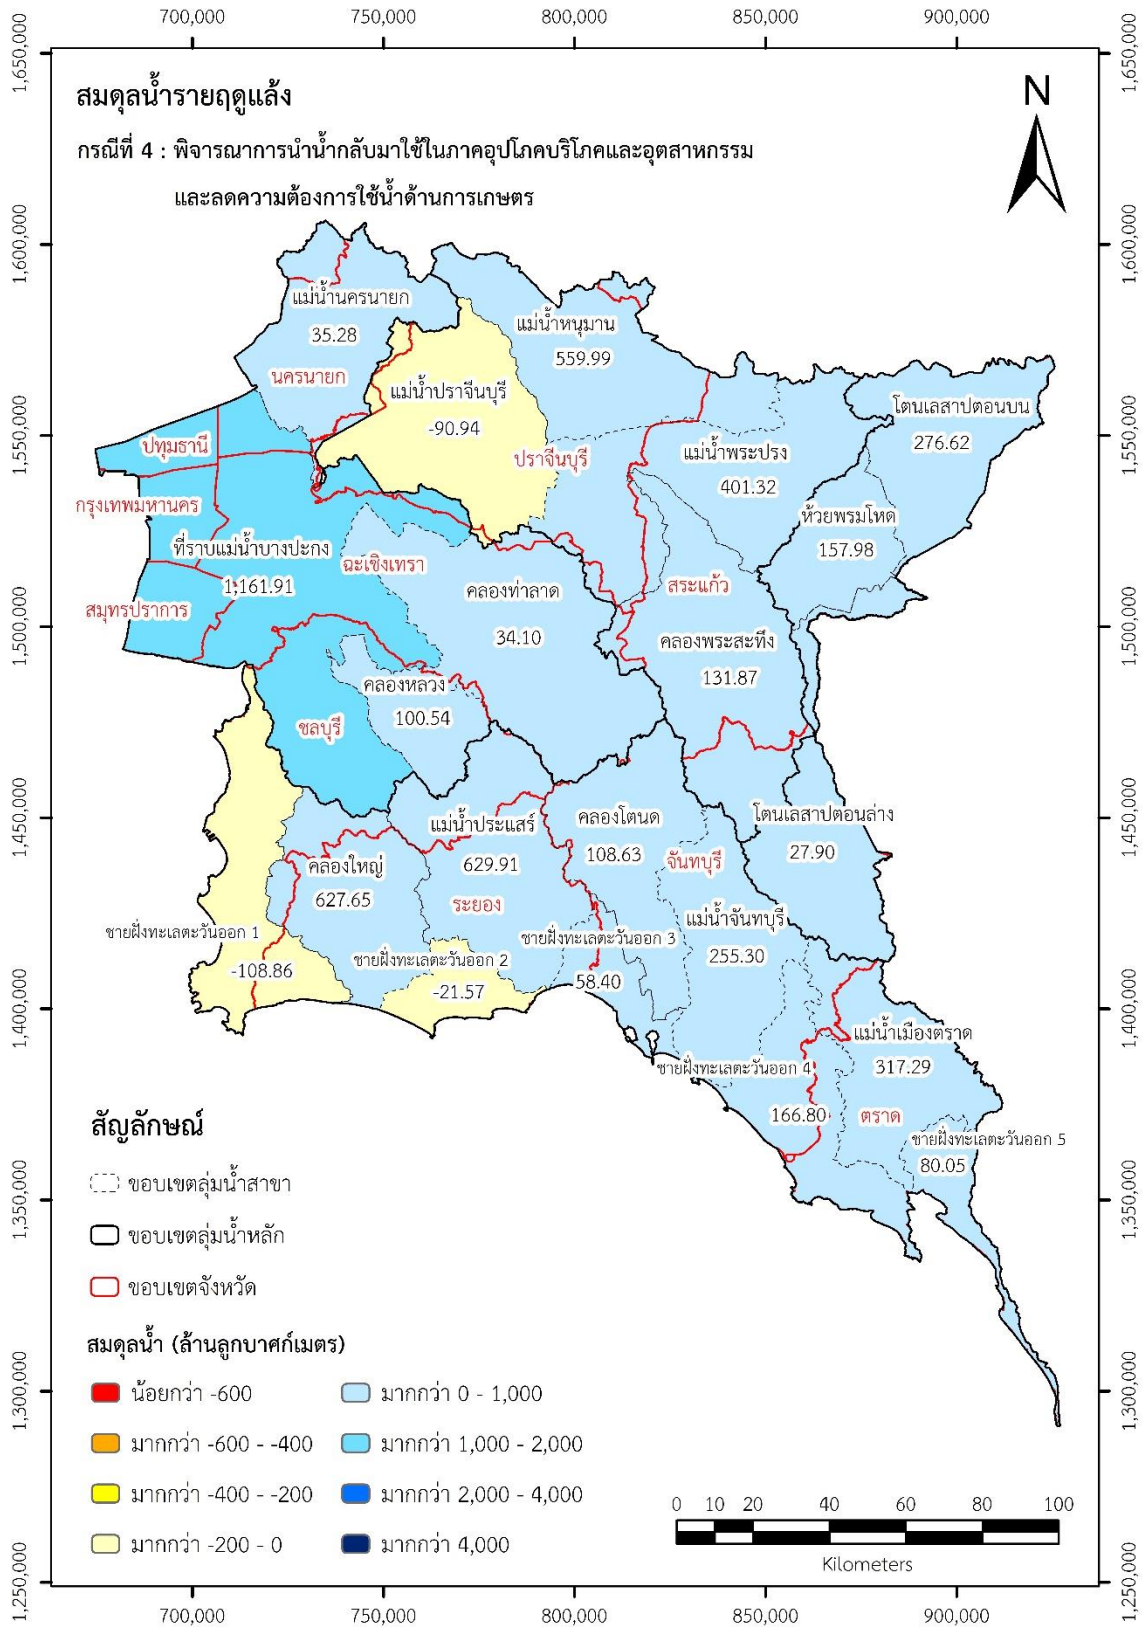 700,000 750,000 800,000 850,000 900,000
1,650,000 1,650,000
สมดุลน้ำรายฤดูแล้ง
N
กรณีที่ 4 : พิจารณาการนำน้ำกลับมาใช้ในภาคอุปโภคบริโภคและอุตสาหกรรม
และลดความต้องการใช้น้ำด้านการเกษตร
1,600,000 1,600,000
แม่น้ำนครนายก
35.28
แม่น้ำหนุมาน
559.99
นครนายก
แม่น้ำปราจีนบุรี
-90.94
โตนเลสาปตอนบน
276.62
1,550,000 1,550,000
ปทุมธานี
ปราจีนบุรี
แม่น้ำพระปรง
401.32
กรุงเทพมหานคร
ห้วยพรมโหด
157.98
ที่ราบแม่น้ำบางปะกง
1,161.91
ฉะเชิงเทรา
คลองท่าลาด
34.10
สระแก้ว
สมุทรปราการ
1,500,000 1,500,000
คลองพระสะทึง
131.87
คลองหลวง
100.54
ชลบุรี
1,450,000 1,450,000
แม่น้ำประแสร์
629.91
คลองโตนด
108.63
โตนเลสาปตอนล่าง
27.90
คลองใหญ่
627.65
จันทบุรี
ระยอง
แม่น้ำจันทบุรี
255.30
ชายฝั่งทะเลตะวันออก 1
-108.86
ชายฝั่งทะเลตะวันออก 2
-21.57
ชายฝั่งทะเลตะวันออก 3
58.40
1,400,000 1,400,000
แม่น้ำเมืองตราด
317.29
ชายฝั่งทะเลตะวันออก 4
166.80
ตราด
ชายฝั่งทะเลตะวันออก 5
80.05
สัญลักษณ์
ขอบเขตลุ่มน้ำสาขา
1,350,000 1,350,000
ขอบเขตลุ่มน้ำหลัก
ขอบเขตจังหวัด
สมดุลน้ำ (ล้านลูกบาศก์เมตร)
1,300,000 1,300,000
น้อยกว่า -600 มากกว่า 0 - 1,000
มากกว่า -600 - -400 มากกว่า 1,000 - 2,000
มากกว่า -400 - -200 มากกว่า 2,000 - 4,000
มากกว่า -200 - 0 มากกว่า 4,000
0 10 20 40 60 80 100
Kilometers
1,250,000 1,250,000
700,000 750,000 800,000 850,000 900,000